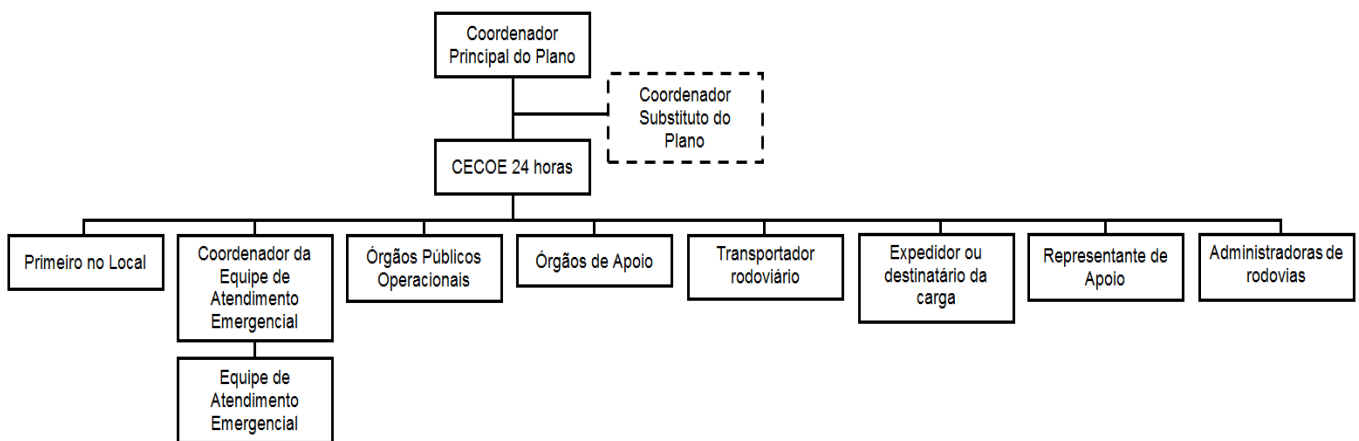 Coordenador
Principal do Plano
Coordenador
Substituto do
Plano
CECOE 24 horas
Primeiro no Local
Coordenador da
Equipe de
Atendimento
Emergencial
Órgãos Públicos
Operacionais
Órgãos de Apoio
Transportador
rodoviário
Expedidor ou
destinatário da
carga
Representante de
Apoio
Administradoras de
rodovias
Equipe de
Atendimento
Emergencial